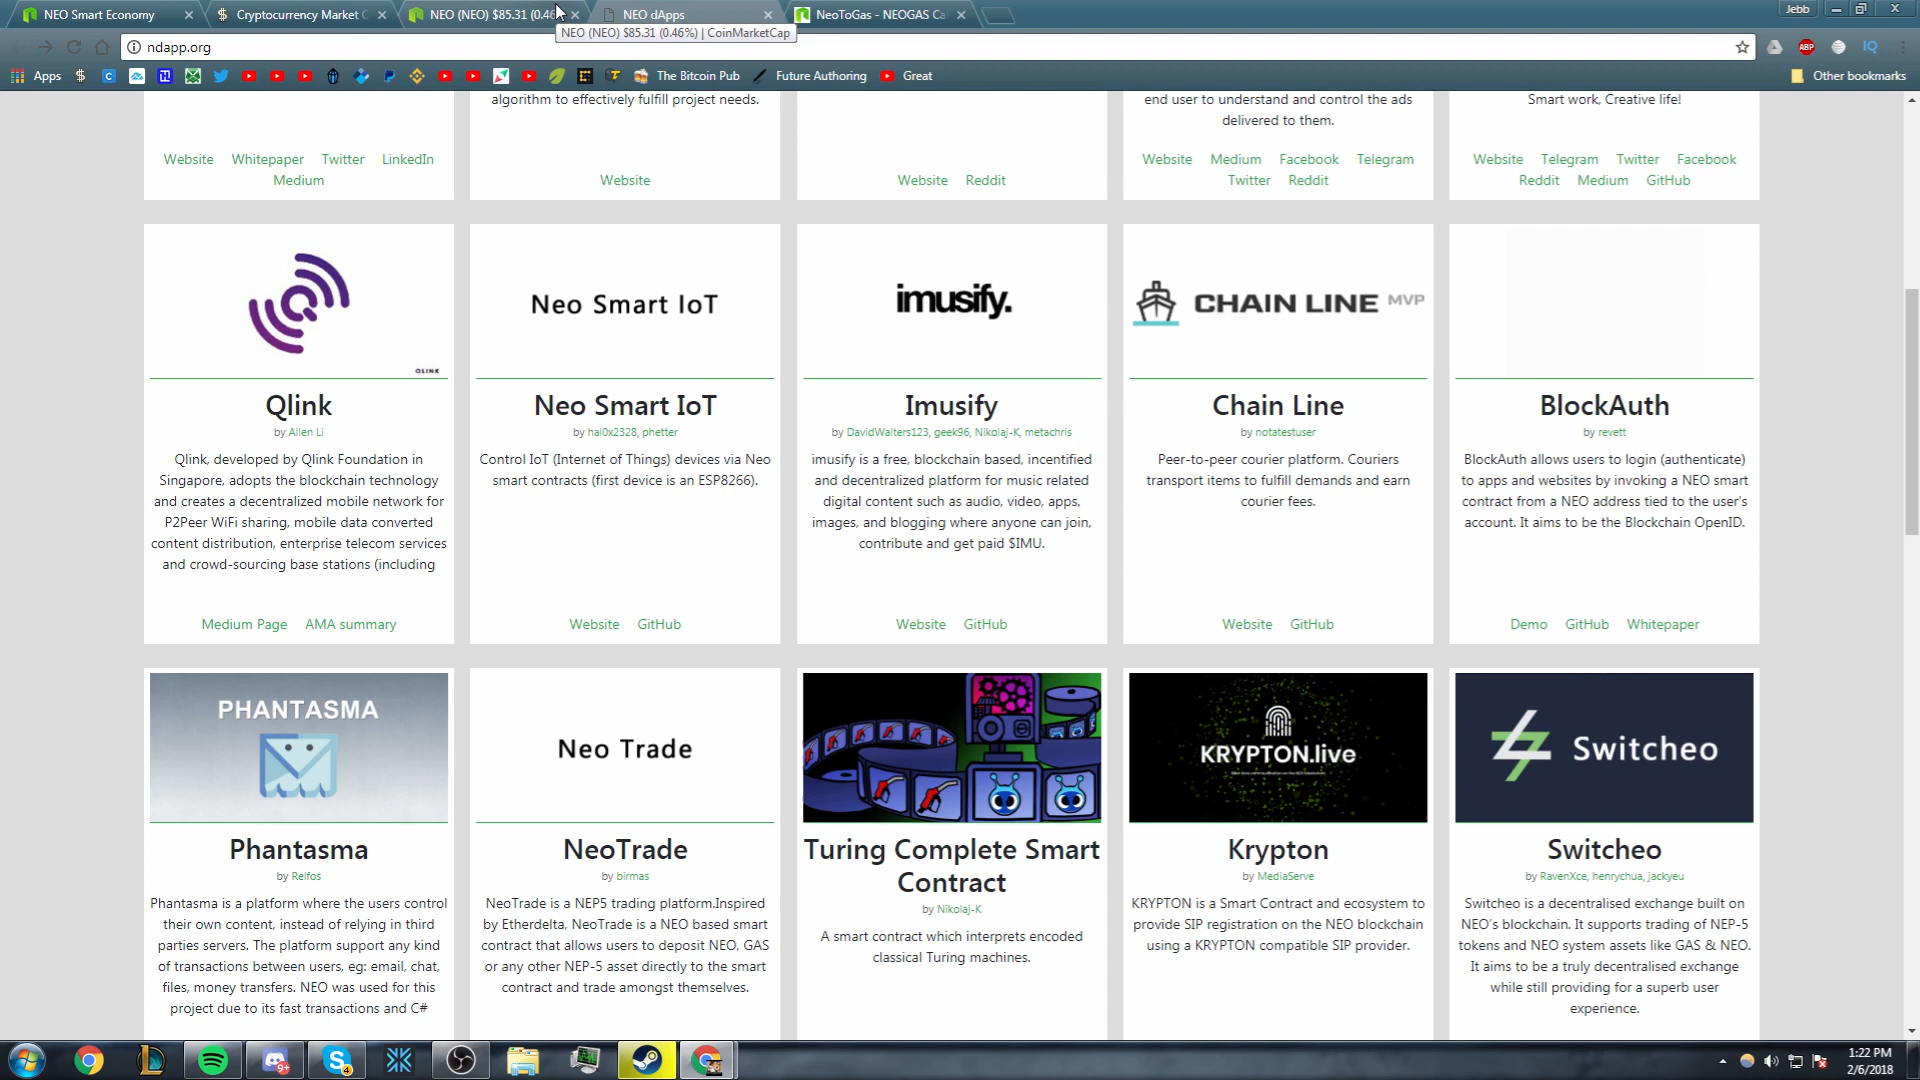 NEO Smart Economy
Cryptocurrency Market C
NEO (NEO) $85.31 (0.46
NEO dApps
NeoToGas - NEOGAS Ca
Jebb
NEO (NEO) $85.31 (0.46%) | CoinMarketCap
ndapp.org
ABP
IQ
Apps
The Bitcoin Pub
Future Authoring
Great
Other bookmarks
algorithm to effectively fulfill project needs.
end user to understand and control the ads
delivered to them.
Smart work, Creative life!
Website Whitepaper Twitter LinkedIn
Medium
Website
Website Reddit
Website Medium Facebook Telegram
Twitter Reddit
Website Telegram Twitter Facebook
Reddit Medium GitHub
QLINK
Qlink
by Allen Li
Qlink, developed by Qlink Foundation in
Singapore, adopts the blockchain technology
and creates a decentralized mobile network for
P2Peer WiFi sharing, mobile data converted
content distribution, enterprise telecom services
and crowd-sourcing base stations (including
Medium Page AMA summary
Neo Smart IoT
Neo Smart IoT
by hal0x2328, phetter
Control IoT (Internet of Things) devices via Neo
smart contracts (first device is an ESP8266).
Website GitHub
imusify.
Imusify
by DavidWalters123, geek96, Nikolaj-K, metachris
imusify is a free, blockchain based, incentified
and decentralized platform for music related
digital content such as audio, video, apps,
images, and blogging where anyone can join,
contribute and get paid $IMU.
Website GitHub
CHAIN LINE MVP
Chain Line
by notatestuser
Peer-to-peer courier platform. Couriers
transport items to fulfill demands and earn
courier fees.
Website GitHub
BlockAuth
by revett
BlockAuth allows users to login (authenticate)
to apps and websites by invoking a NEO smart
contract from a NEO address tied to the user's
account. It aims to be the Blockchain OpenID.
Demo GitHub Whitepaper
PHANTASMA
Phantasma
by Relfos
Phantasma is a platform where the users control
their own content, instead of relying in third
parties servers. The platform support any kind
of transactions between users, eg: email, chat,
files, money transfers. NEO was used for this
project due to its fast transactions and C#
Neo Trade
NeoTrade
by birmas
NeoTrade is a NEP5 trading platform.Inspired
by Etherdelta, NeoTrade is a NEO based smart
contract that allows users to deposit NEO, GAS
or any other NEP-5 asset directly to the smart
contract and trade amongst themselves.
Turing Complete Smart
Contract
by Nikolaj-K
A smart contract which interprets encoded
classical Turing machines.
KRYPTON.live
Krypton
by MediaServe
KRYPTON is a Smart Contract and ecosystem to
provide SIP registration on the NEO blockchain
using a KRYPTON compatible SIP provider.
Switcheo
Switcheo
by RavenXce, henrychua, jackyeu
Switcheo is a decentralised exchange built on
NEO's blockchain. It supports trading of NEP-5
tokens and NEO system assets like GAS & NEO.
It aims to be a truly decentralised exchange
while still providing for a superb user
experience.
9+
4
1:22 PM
2/6/2018